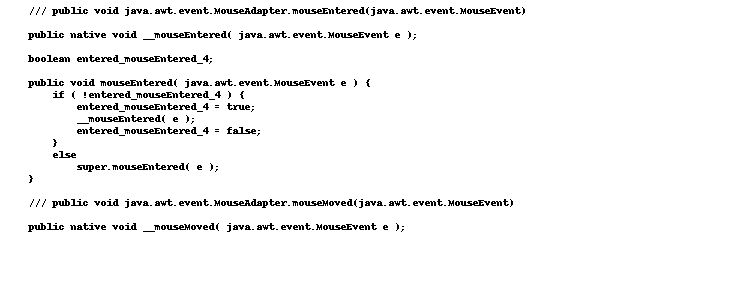 /// public void java.awt.event.MouseAdapter.mouseEntered(java.awt.event.MouseEvent)
public native void __mouseEntered( java.awt.event.MouseEvent e );
boolean entered_mouseEntered_4;
public void mouseEntered( java.awt.event.MouseEvent e ) {
if ( !entered_mouseEntered_4 ) {
entered_mouseEntered_4 = true;
__mouseEntered( e );
entered_mouseEntered_4 = false;
}
else
super.mouseEntered( e );
}
/// public void java.awt.event.MouseAdapter.mouseMoved(java.awt.event.MouseEvent)
public native void __mouseMoved( java.awt.event.MouseEvent e );